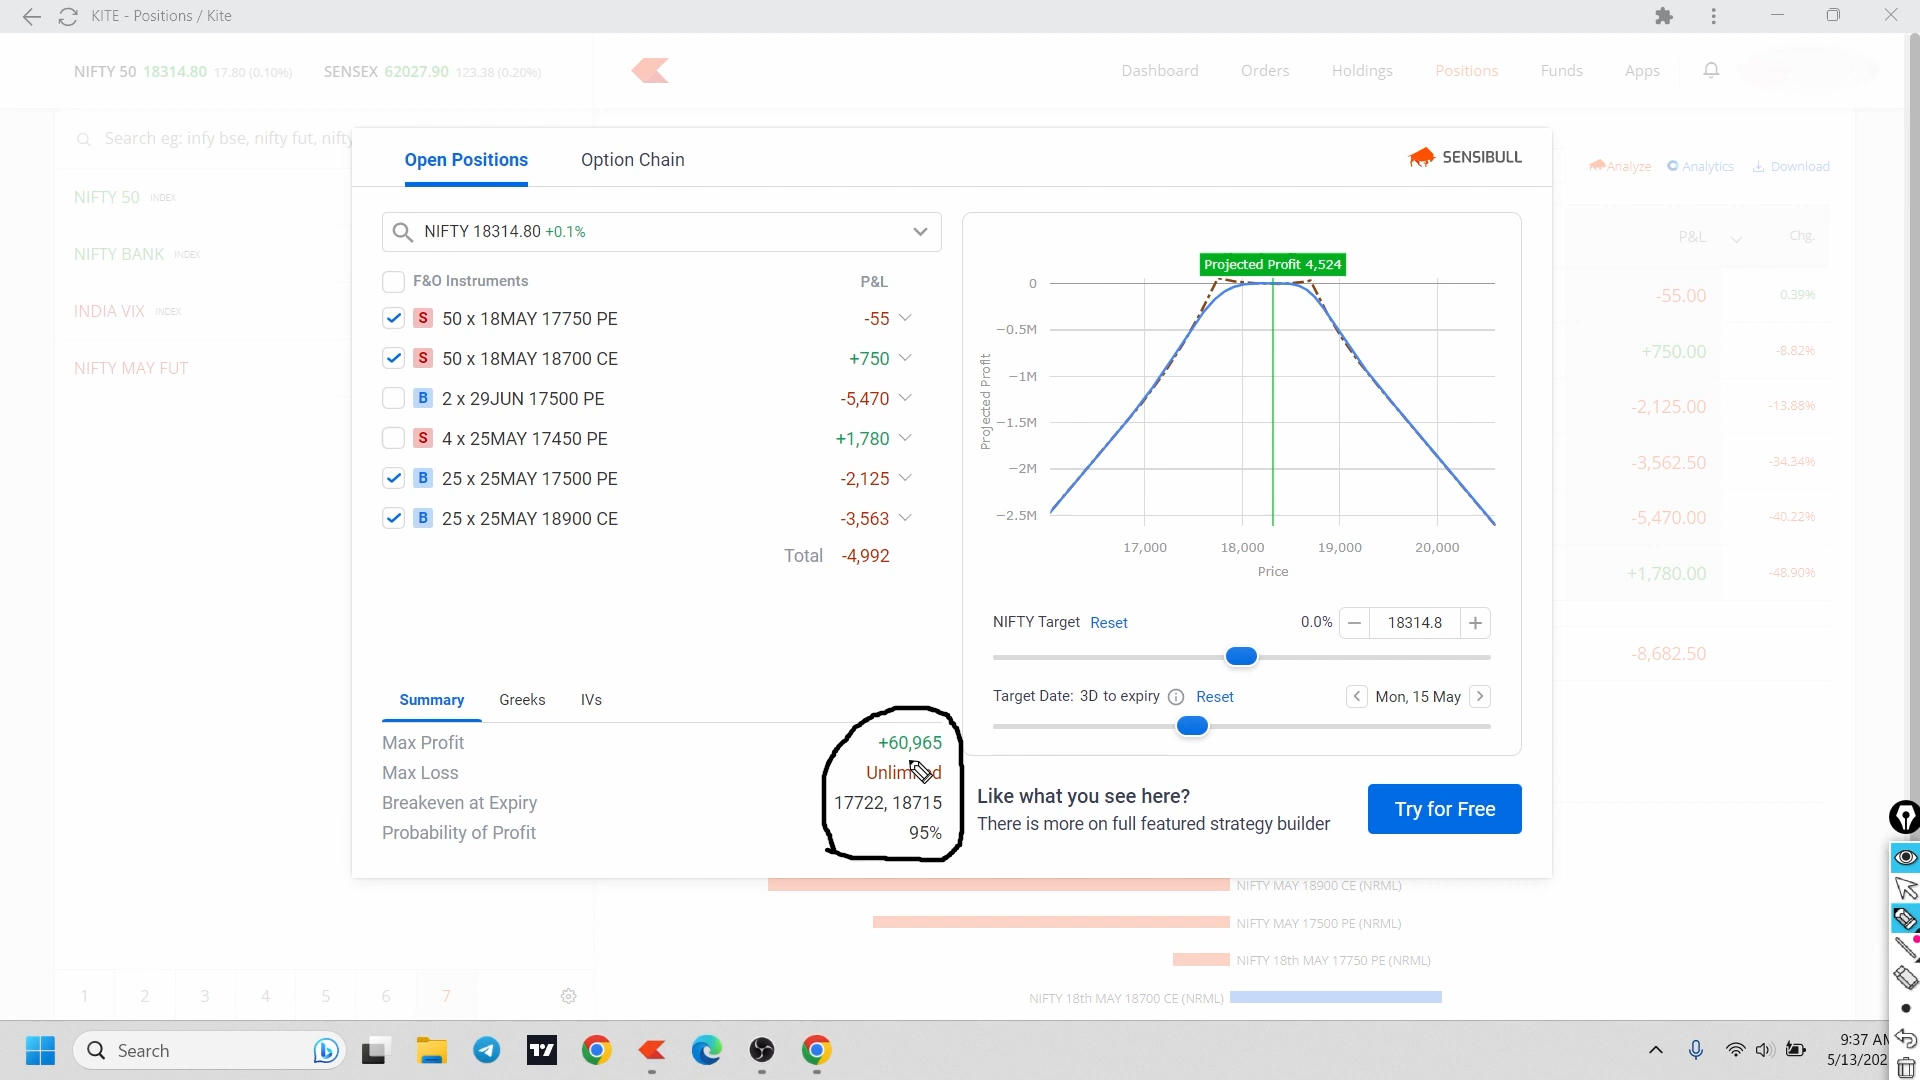 KITE - Positions / Kite
NIFTY 50 18314.80 17.80 (0.10%) SENSEX 62027.90 123.38 (0.20%)
Dashboard Orders Holdings Positions Funds Apps
Search eg: infy bse, nifty fut, nifty
NIFTY 50 INDEX
NIFTY BANK INDEX
INDIA VIX INDEX
NIFTY MAY FUT
1 2 3 4 5 6 7
Open Positions Option Chain
SENSIBULL
NIFTY 18314.80 +0.1%
F&O Instruments P&L
S 50 x 18MAY 17750 PE -55
S 50 x 18MAY 18700 CE +750
B 2 x 29JUN 17500 PE -5,470
S 4 x 25MAY 17450 PE +1,780
B 25 x 25MAY 17500 PE -2,125
B 25 x 25MAY 18900 CE -3,563
Total -4,992
Summary Greeks IVs
Max Profit +60,965
Max Loss
Breakeven at Expiry 17722, 18715
Probability of Profit 95%
Projected Profit 4,524
Projected Profit
0
−0.5M
−1M
−1.5M
−2M
−2.5M
17,000 18,000 19,000 20,000
Price
NIFTY Target Reset 0.0% − 18314.8 +
Target Date: 3D to expiry Reset Mon, 15 May
Like what you see here?
There is more on full featured strategy builder
Try for Free
Analyze Analytics Download
P&L Chg.
-55.00 0.39%
+750.00 -8.82%
-2,125.00 -13.88%
-3,562.50 -34.34%
-5,470.00 -40.22%
+1,780.00 -48.90%
-8,682.50
NIFTY MAY 18900 CE (NRML)
NIFTY MAY 17500 PE (NRML)
NIFTY 18th MAY 17750 PE (NRML)
NIFTY 18th MAY 18700 CE (NRML)
Search
9:37